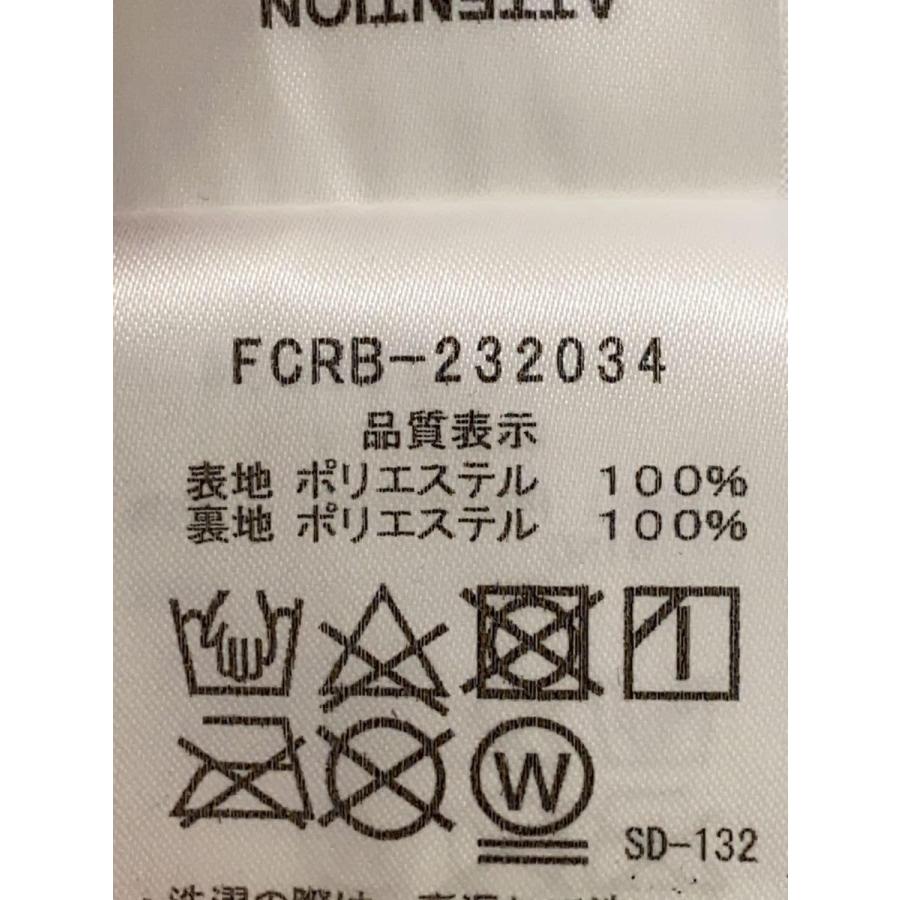 ATTENTION
FCRB-232034
品質表示
表地 ポリエステル 100%
裏地 ポリエステル 100%
W
SD-132